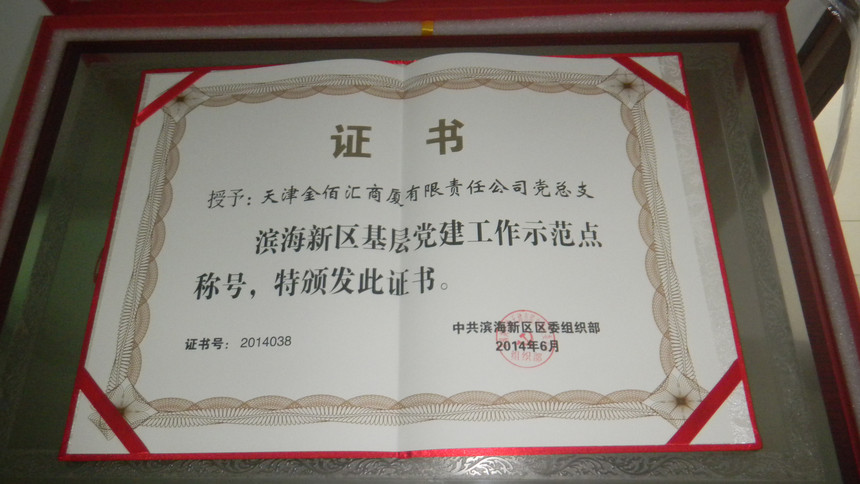 证 书
授予：天津金佰汇商厦有限责任公司党总支
滨海新区基层党建工作示范点
称号，特颁发此证书。
中共滨海新区区委组织部
证书号： 2014038
2014年6月
组织部